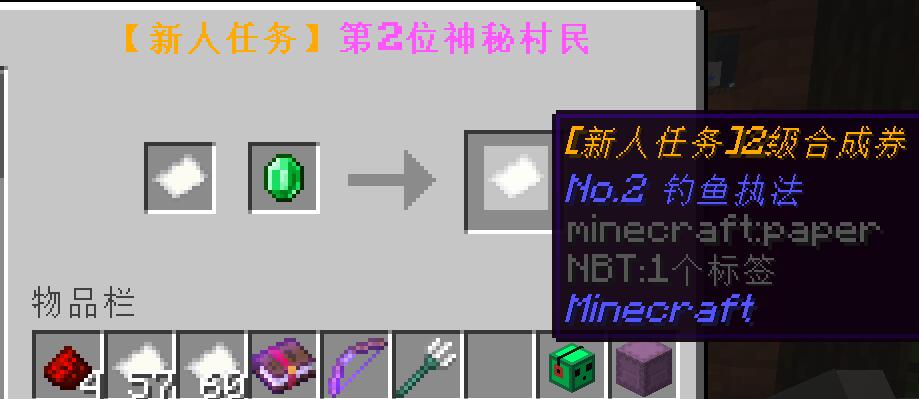 【新人任务】第2位神秘村民
[新人任务]2级合成券
No.2 钓鱼执法
minecraft:paper
NBT:1个标签
Minecraft
物品栏
4 57 60